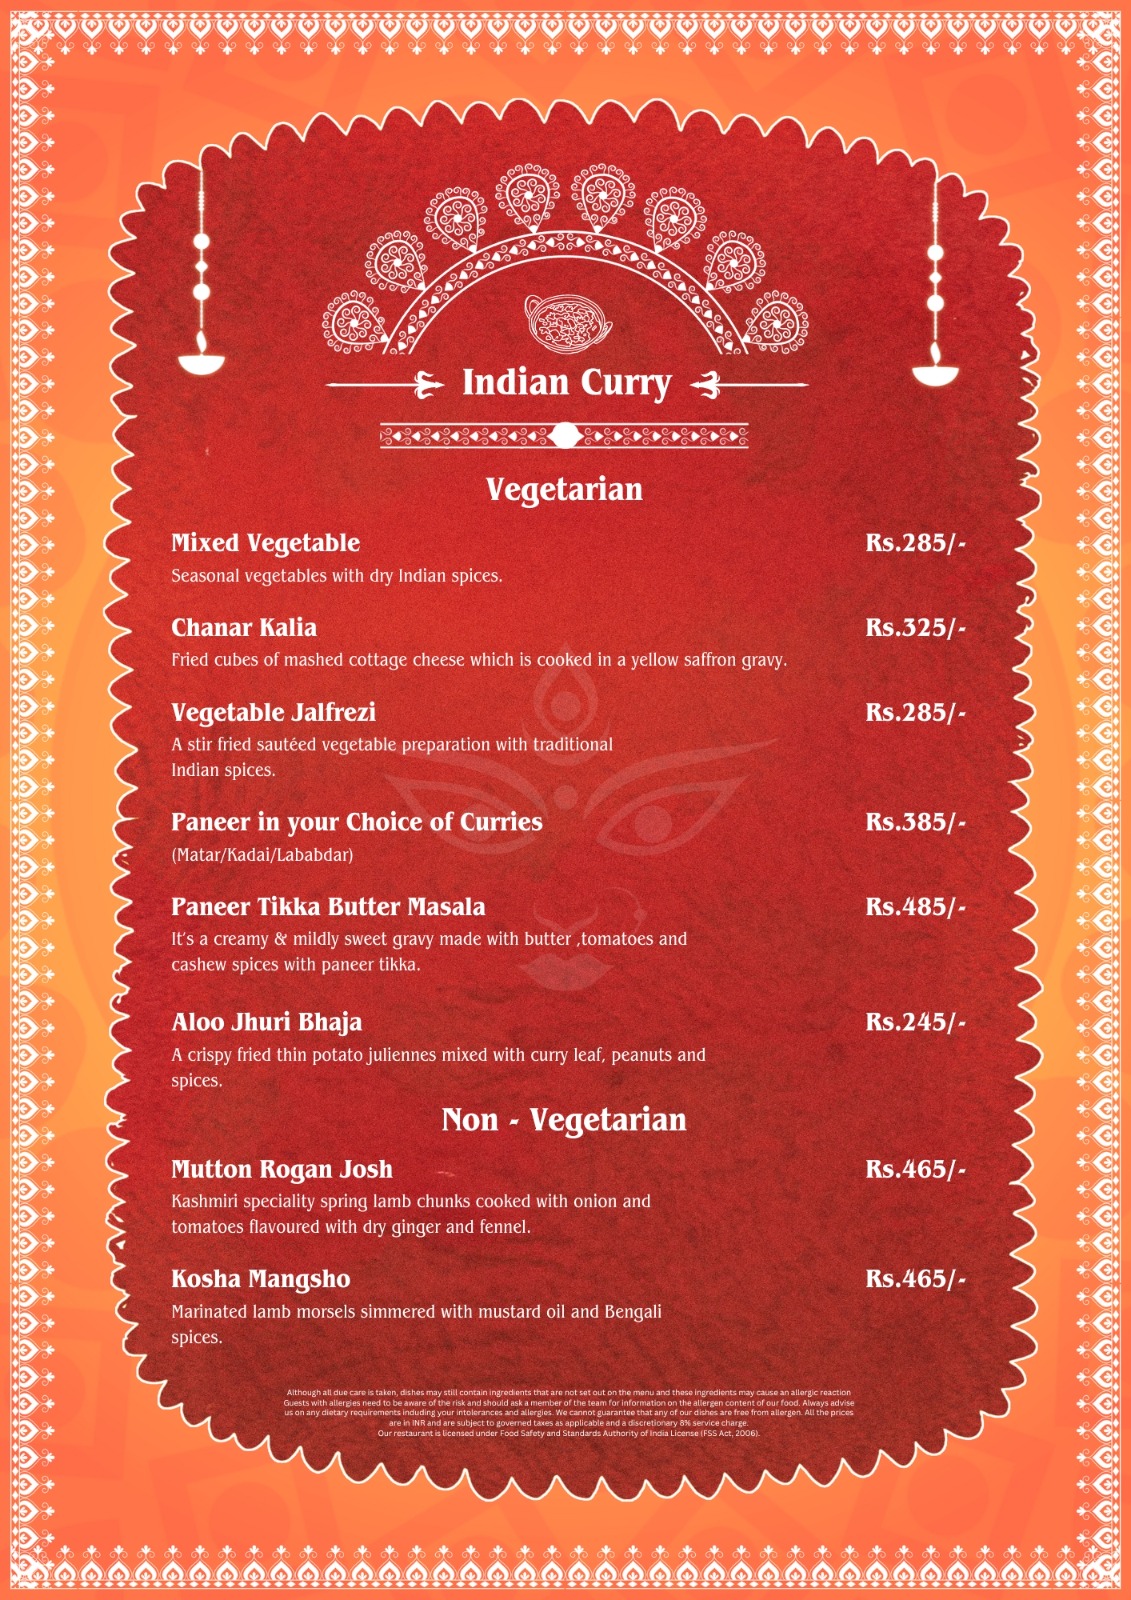 Indian Curry
Vegetarian
Mixed Vegetable Rs.285/-
Seasonal vegetables with dry Indian spices.
Chanar Kalia Rs.325/-
Fried cubes of mashed cottage cheese which is cooked in a yellow saffron gravy.
Vegetable Jalfrezi Rs.285/-
A stir fried sautéed vegetable preparation with traditional
Indian spices.
Paneer in your Choice of Curries Rs.385/-
(Matar/Kadai/Lababdar)
Paneer Tikka Butter Masala Rs.485/-
It's a creamy & mildly sweet gravy made with butter ,tomatoes and
cashew spices with paneer tikka.
Aloo Jhuri Bhaja Rs.245/-
A crispy fried thin potato juliennes mixed with curry leaf, peanuts and
spices.
Non - Vegetarian
Mutton Rogan Josh Rs.465/-
Kashmiri speciality spring lamb chunks cooked with onion and
tomatoes flavoured with dry ginger and fennel.
Kosha Mangsho Rs.465/-
Marinated lamb morsels simmered with mustard oil and Bengali
spices.
Although all due care is taken, dishes may still contain ingredients that are not set out on the menu and these ingredients may cause an allergic reaction
Guests with allergies need to be aware of the risk and should ask a member of the team for information on the allergen content of our food. Always advise
us on any dietary requirements including your intolerances and allergies. We cannot guarantee that any of our dishes are free from allergen. All the prices
are in INR and are subject to governed taxes as applicable and a discretionary 8% service charge.
Our restaurant is licensed under Food Safety and Standards Authority of India License (FSS Act, 2006).